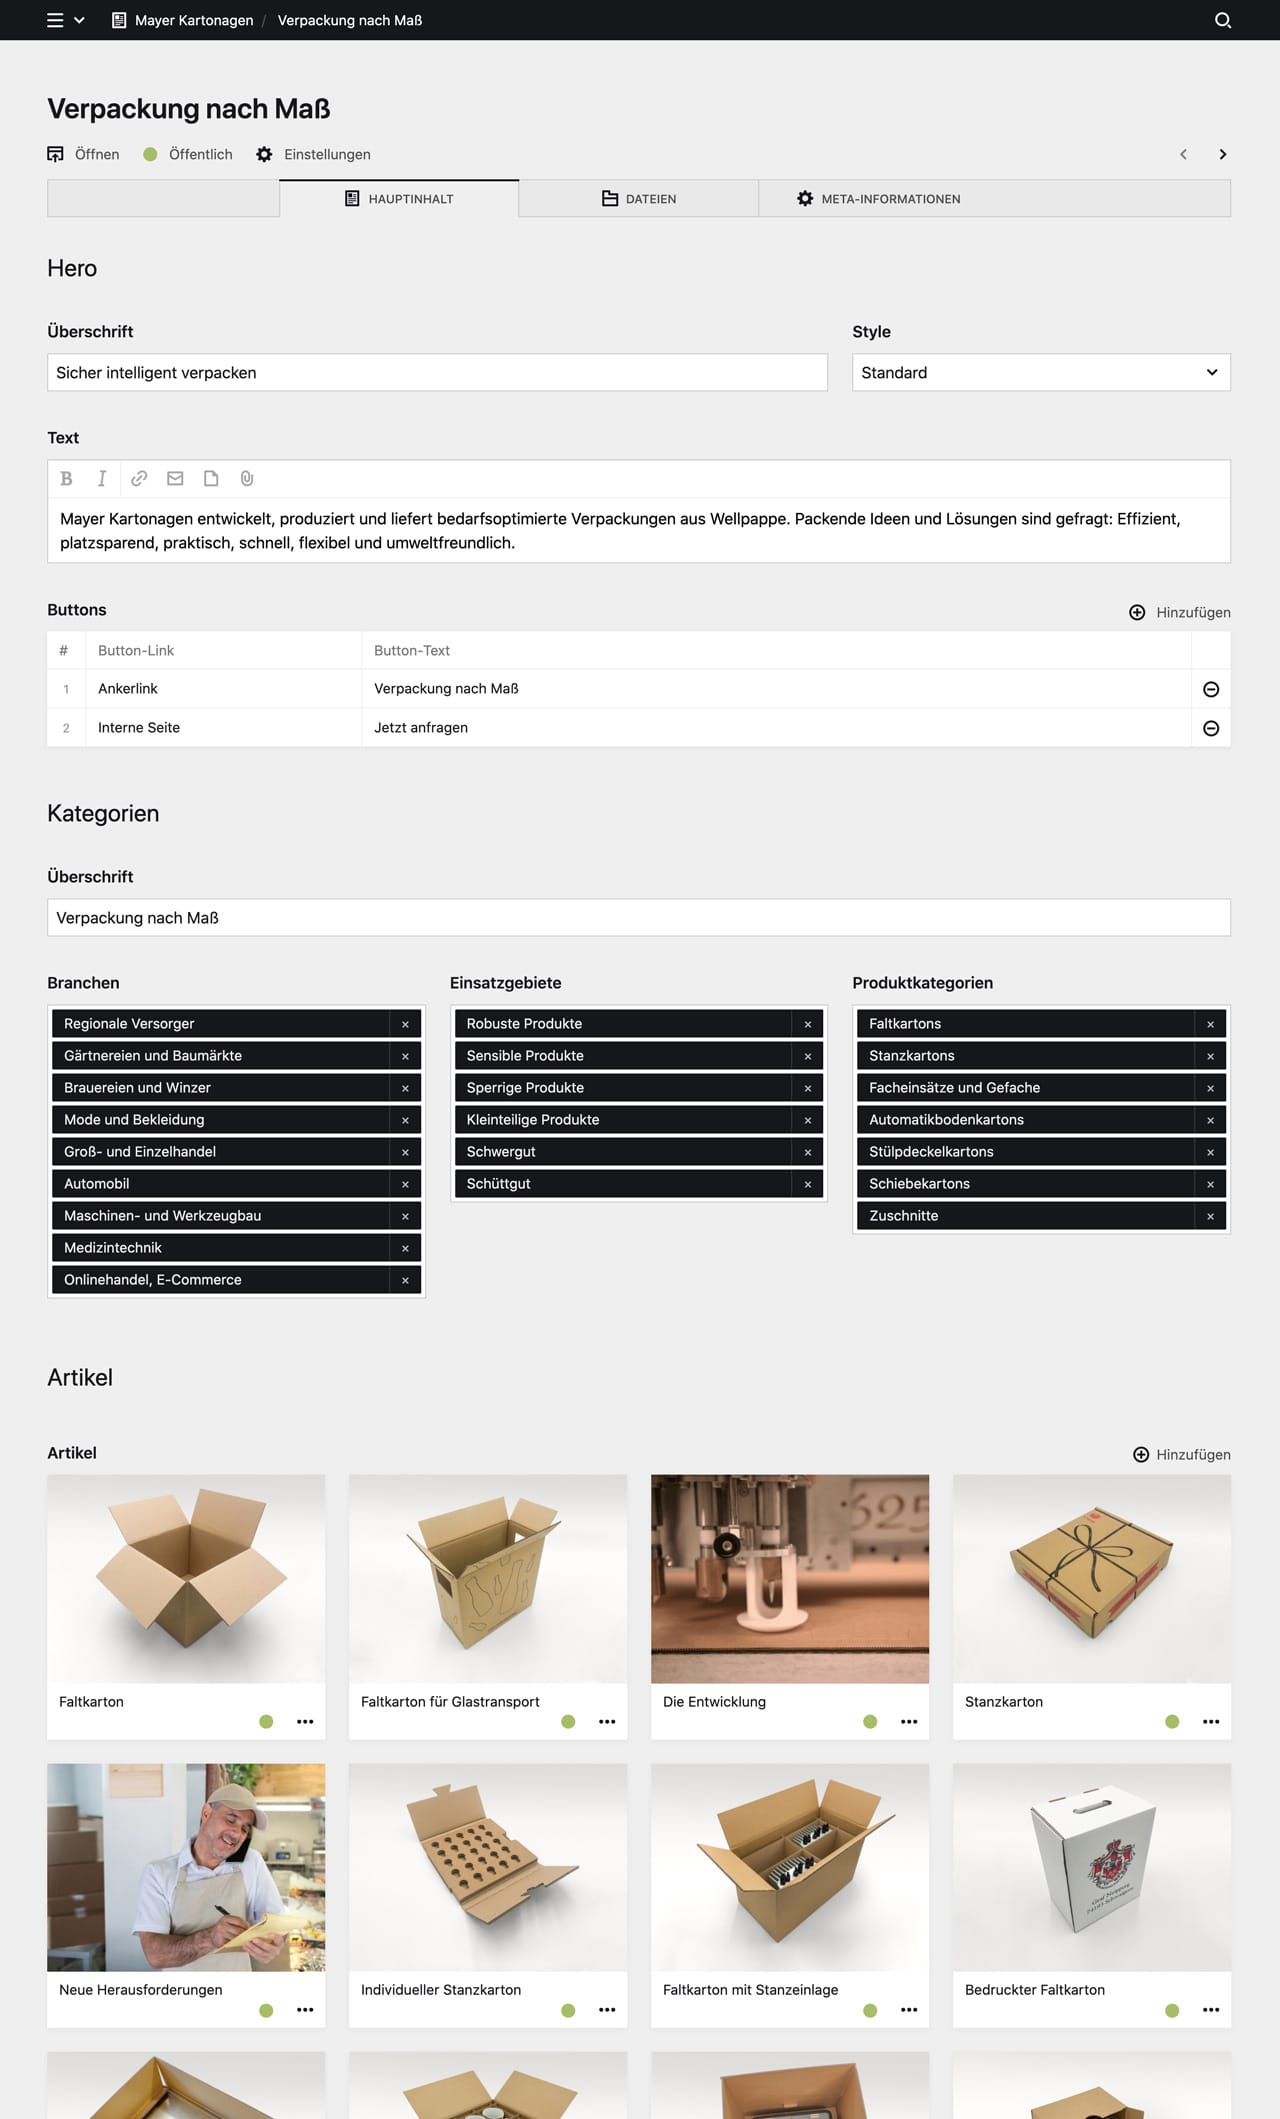 Mayer Kartonagen / Verpackung nach Maß
Verpackung nach Maß
Öffnen Öffentlich Einstellungen
HAUPTINHALT DATEIEN META-INFORMATIONEN
Hero
Überschrift Style
Sicher intelligent verpacken Standard
Text
B I
Mayer Kartonagen entwickelt, produziert und liefert bedarfsoptimierte Verpackungen aus Wellpappe. Packende Ideen und Lösungen sind gefragt: Effizient,
platzsparend, praktisch, schnell, flexibel und umweltfreundlich.
Buttons Hinzufügen
# Button-Link Button-Text
1 Ankerlink Verpackung nach Maß
2 Interne Seite Jetzt anfragen
Kategorien
Überschrift
Verpackung nach Maß
Branchen
Regionale Versorger ×
Gärtnereien und Baumärkte ×
Brauereien und Winzer ×
Mode und Bekleidung ×
Groß- und Einzelhandel ×
Automobil ×
Maschinen- und Werkzeugbau ×
Medizintechnik ×
Onlinehandel, E-Commerce ×
Einsatzgebiete
Robuste Produkte ×
Sensible Produkte ×
Sperrige Produkte ×
Kleinteilige Produkte ×
Schwergut ×
Schüttgut ×
Produktkategorien
Faltkartons ×
Stanzkartons ×
Facheinsätze und Gefache ×
Automatikbodenkartons ×
Stülpdeckelkartons ×
Schiebekartons ×
Zuschnitte ×
Artikel
Artikel Hinzufügen
625
Faltkarton
Faltkarton für Glastransport
Die Entwicklung
Stanzkarton
Neue Herausforderungen
Individueller Stanzkarton
Faltkarton mit Stanzeinlage
Bedruckter Faltkarton